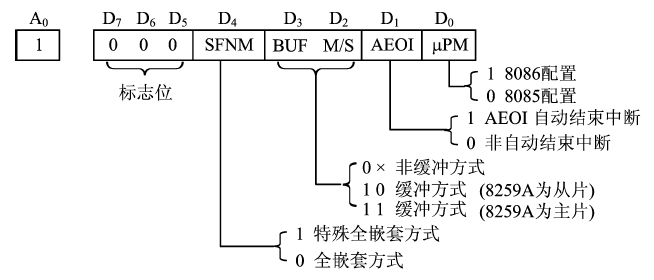 A₀ D₇ D₆ D₅ D₄ D₃ D₂ D₁ D₀
1 0 0 0 SFNM BUF M/S AEOI μPM
标志位
1 8086配置
0 8085配置
1 AEOI 自动结束中断
0 非自动结束中断
0 × 非缓冲方式
1 0 缓冲方式 (8259A为从片)
1 1 缓冲方式 (8259A为主片)
1 特殊全嵌套方式
0 全嵌套方式